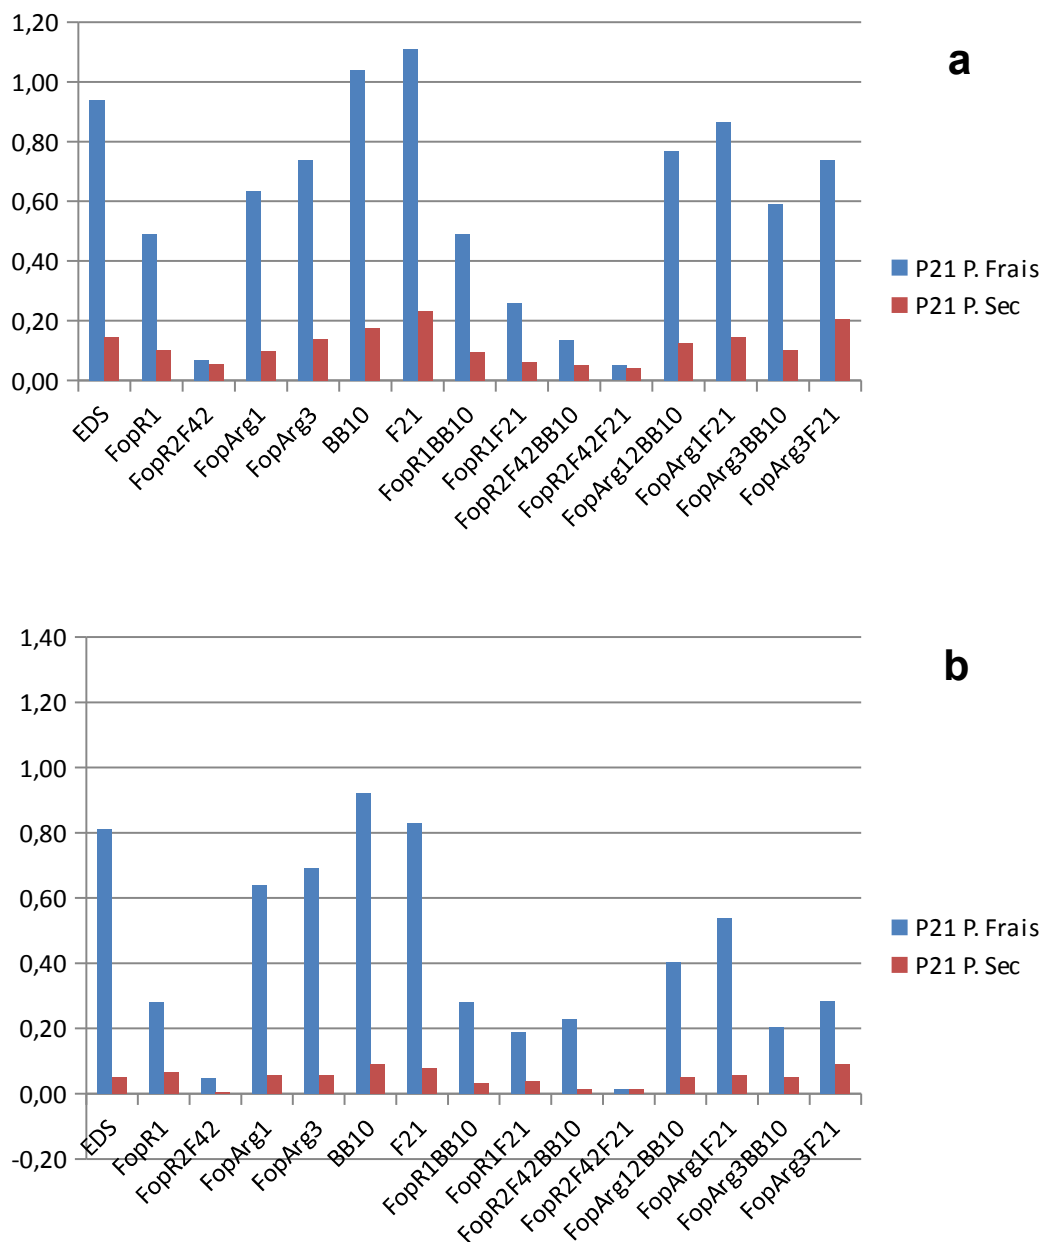 1,20
1,00
0,80
0,60
0,40
0,20
0,00
a
P21 P. Frais
P21 P. Sec
EDS
FopR1
FopR2F42
FopArg1
FopArg3
BB10
F21
FopR1BB10
FopR1F21
FopR2F42BB10
FopR2F42F21
FopArg12BB10
FopArg1F21
FopArg3BB10
FopArg3F21
1,40
1,20
1,00
0,80
0,60
0,40
0,20
0,00
-0,20
b
P21 P. Frais
P21 P. Sec
EDS
FopR1
FopR2F42
FopArg1
FopArg3
BB10
F21
FopR1BB10
FopR1F21
FopR2F42BB10
FopR2F42F21
FopArg12BB10
FopArg1F21
FopArg3BB10
FopArg3F21